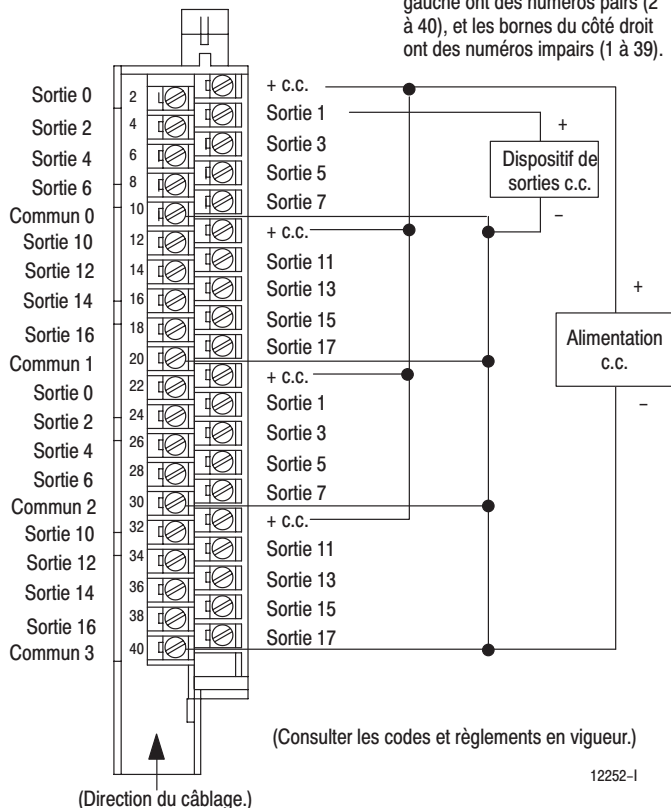 gauche ont des numéros pairs (2
à 40), et les bornes du côté droit
ont des numéros impairs (1 à 39).
Sortie 0
2
+ c.c.
Sortie 2
4
Sortie 1
Sortie 4
6
Sortie 3
Sortie 6
8
Sortie 5
Commun 0
10
Sortie 7
Sortie 10
12
+ c.c.
Sortie 12
14
Sortie 11
Sortie 14
16
Sortie 13
Sortie 16
18
Sortie 15
Commun 1
20
Sortie 17
Sortie 0
22
+ c.c.
Sortie 2
24
Sortie 1
Sortie 4
26
Sortie 3
Sortie 6
28
Sortie 5
Commun 2
30
Sortie 7
Sortie 10
32
+ c.c.
Sortie 12
34
Sortie 11
Sortie 14
36
Sortie 13
Sortie 16
38
Sortie 15
Commun 3
40
Sortie 17
+
Dispositif de
sorties c.c.
–
+
Alimentation
c.c.
–
(Consulter les codes et règlements en vigueur.)
12252–I
(Direction du câblage.)